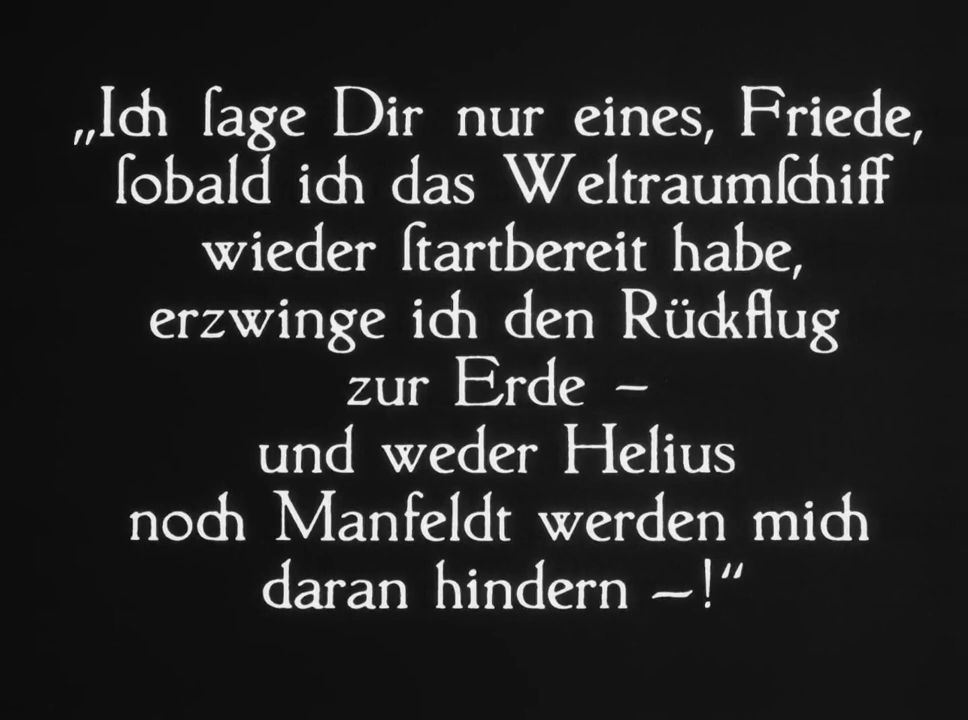 „Ich ſage Dir nur eines, Friede,
ſobald ich das Weltraumſchiff
wieder ſtartbereit habe,
erzwinge ich den Rückflug
zur Erde –
und weder Helius
noch Manfeldt werden mich
daran hindern –!“